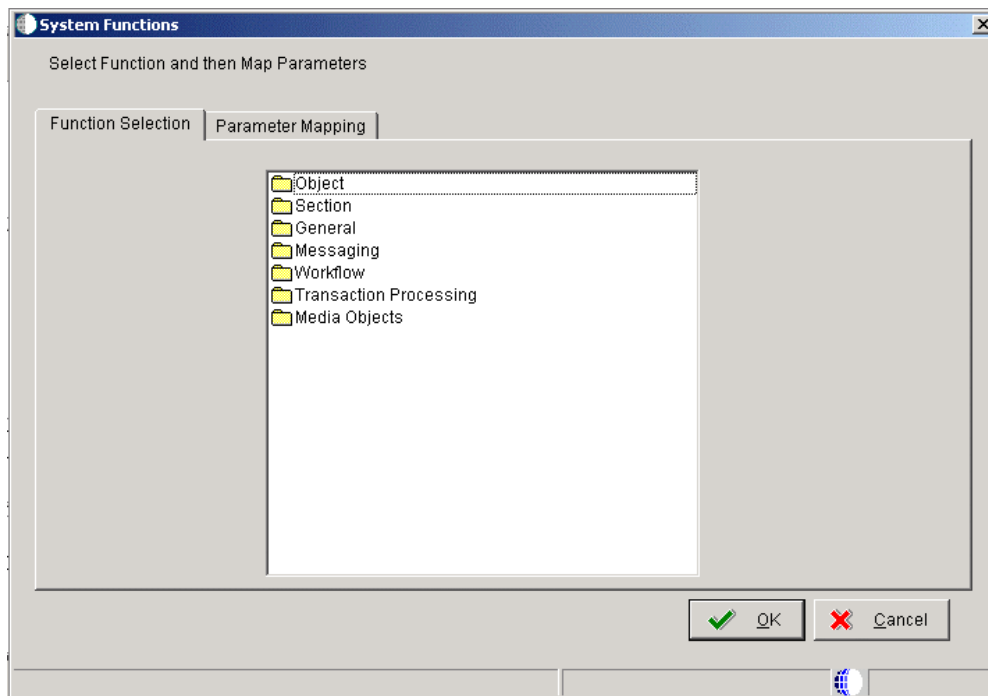 System Functions
Select Function and then Map Parameters
Function Selection
Parameter Mapping
Object
Section
General
Messaging
Workflow
Transaction Processing
Media Objects
OK
Cancel